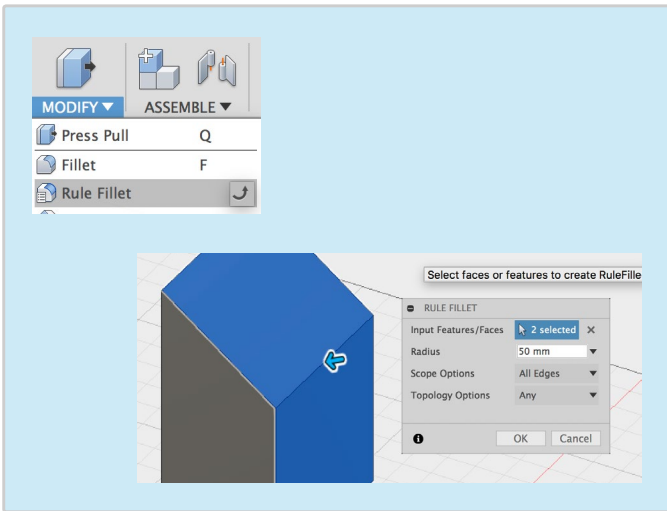 MODIFY ▼ ASSEMBLE ▼
Press Pull Q
Fillet F
Rule Fillet
Select faces or features to create RuleFille
RULE FILLET
Input Features/Faces 2 selected
Radius 50 mm
Scope Options All Edges
Topology Options Any
OK Cancel